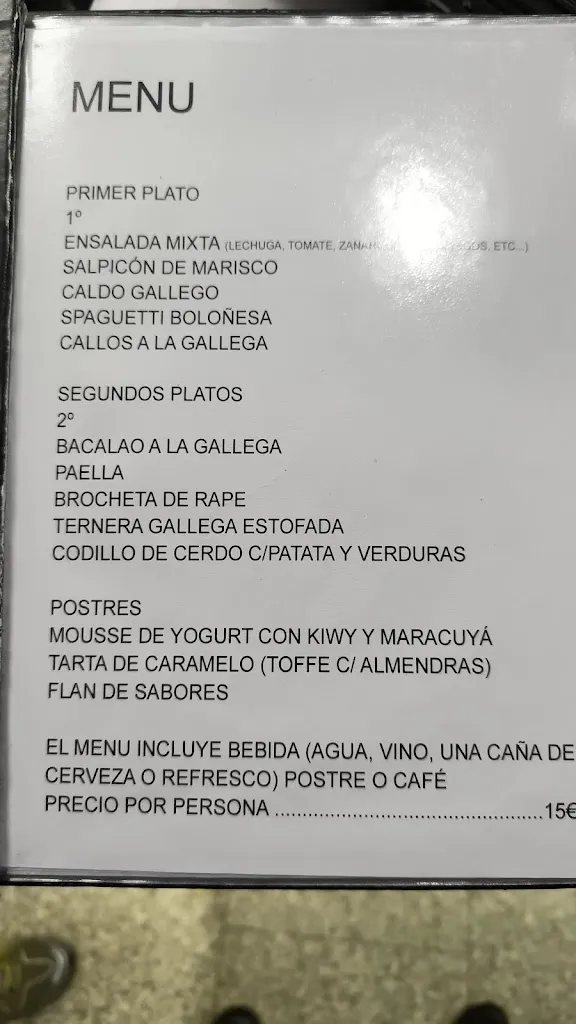 MENU
PRIMER PLATO
1º
ENSALADA MIXTA (LECHUGA, TOMATE, ETC...)
SALPICÓN DE MARISCO
CALDO GALLEGO
SPAGUETTI BOLOÑESA
CALLOS A LA GALLEGA
SEGUNDOS PLATOS
2º
BACALAO A LA GALLEGA
PAELLA
BROCHETA DE RAPE
TERNERA GALLEGA ESTOFADA
CODILLO DE CERDO C/PATATA Y VERDURAS
POSTRES
MOUSSE DE YOGURT CON KIWY Y MARACUYÁ
TARTA DE CARAMELO (TOFFE C/ ALMENDRAS)
FLAN DE SABORES
EL MENU INCLUYE BEBIDA (AGUA, VINO, UNA CAÑA DE
CERVEZA O REFRESCO) POSTRE O CAFÉ
PRECIO POR PERSONA ................................................15€